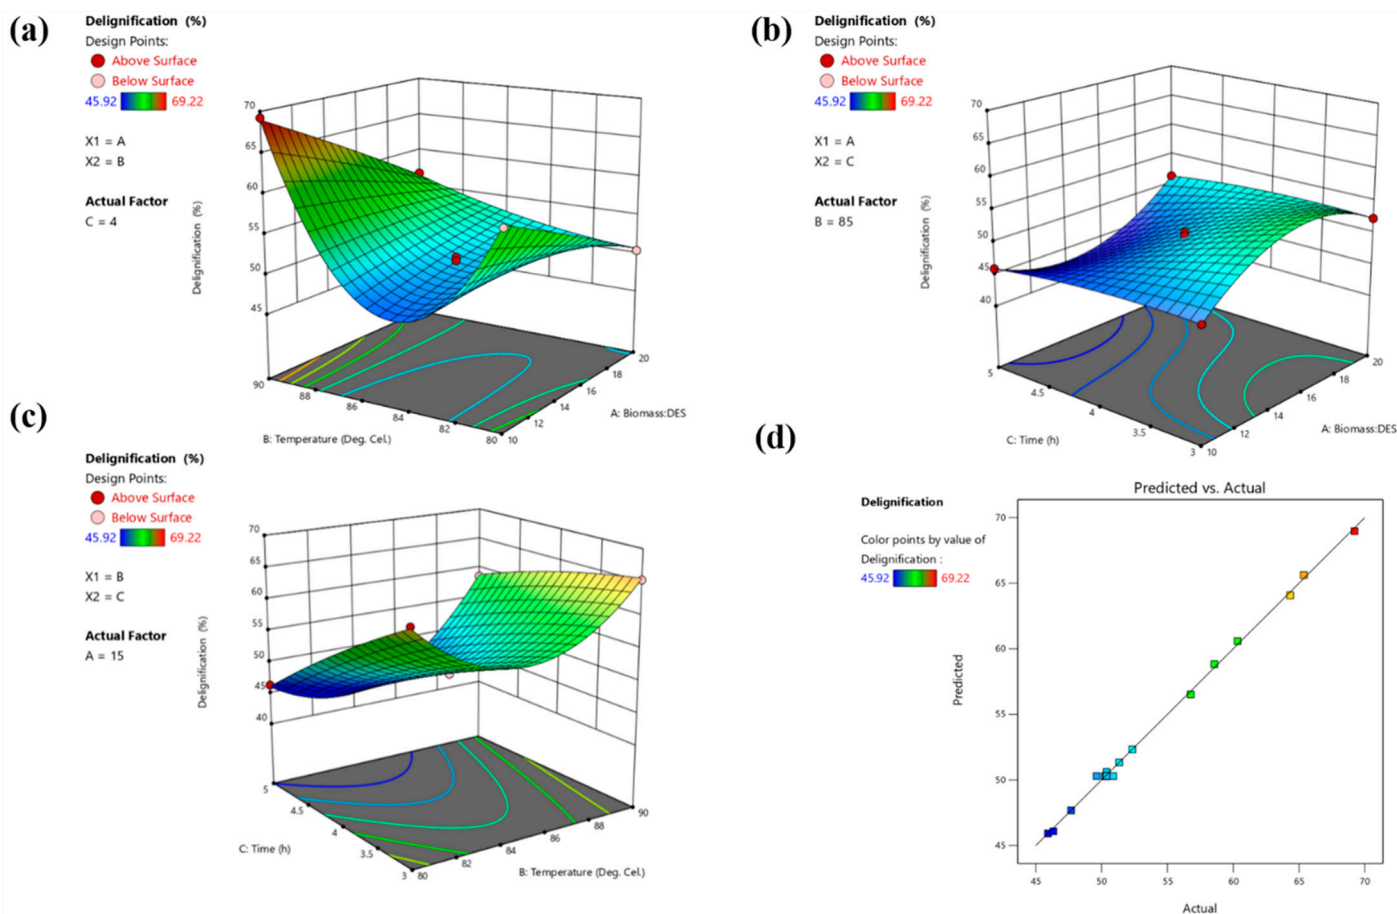 (a)
Delignification (%)
Design Points:
Above Surface
Below Surface
45.92 69.22
X1 = A
X2 = B
Actual Factor
C = 4
70
65
60
55
50
45
Delignification (%)
90
88
86
84
82
80
B: Temperature (Deg. Cel.)
10
12
14
16
18
20
A: Biomass:DES
(b)
Delignification (%)
Design Points:
Above Surface
Below Surface
45.92 69.22
X1 = A
X2 = C
Actual Factor
B = 85
70
65
60
55
50
45
40
Delignification (%)
5
4.5
4
3.5
3
C: Time (h)
10
12
14
16
18
20
A: Biomass:DES
(c)
Delignification (%)
Design Points:
Above Surface
Below Surface
45.92 69.22
X1 = B
X2 = C
Actual Factor
A = 15
70
65
60
55
50
45
40
Delignification (%)
5
4.5
4
3.5
3
C: Time (h)
80
82
84
86
88
90
B: Temperature (Deg. Cel.)
(d)
Delignification
Color points by value of
Delignification :
45.92 69.22
Predicted vs. Actual
70
65
60
55
50
45
Predicted
45 50 55 60 65 70
Actual